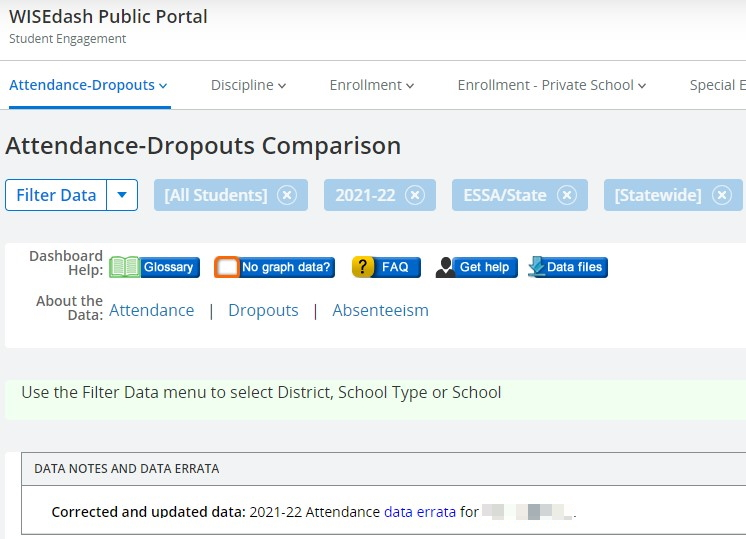 WISEdash Public Portal
Student Engagement
Attendance-Dropouts Discipline Enrollment Enrollment - Private School Special E
Attendance-Dropouts Comparison
Filter Data [All Students] 2021-22 ESSA/State [Statewide]
Dashboard Help: Glossary No graph data? ? FAQ Get help Data files
About the Data: Attendance | Dropouts | Absenteeism
Use the Filter Data menu to select District, School Type or School
DATA NOTES AND DATA ERRATA
Corrected and updated data: 2021-22 Attendance data errata for .